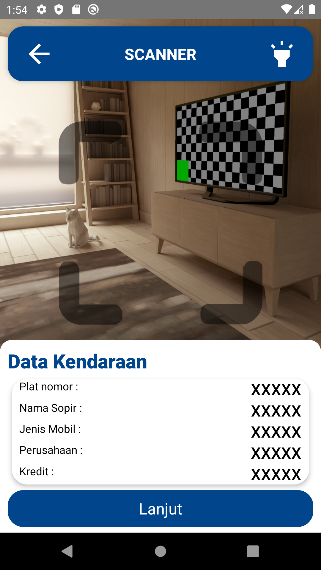 1:54
SCANNER
Data Kendaraan
Plat nomor : XXXXX
Nama Sopir : XXXXX
Jenis Mobil : XXXXX
Perusahaan : XXXXX
Kredit : XXXXX
Lanjut